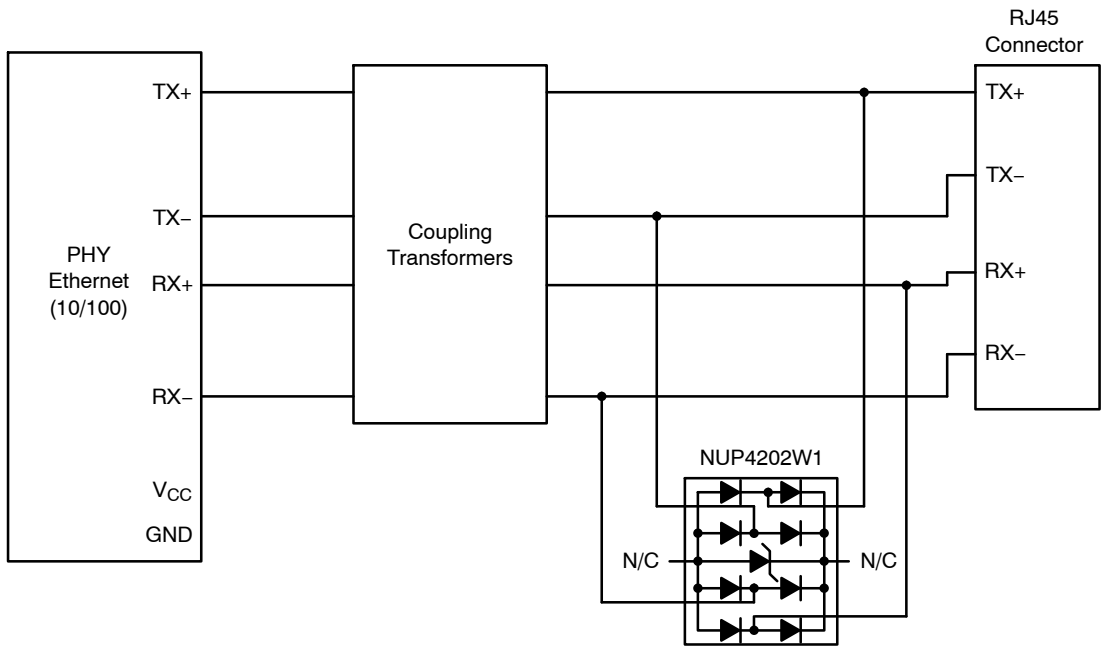 RJ45
Connector
PHY
Ethernet
(10/100)
TX+
TX−
RX+
RX−
VCC
GND
Coupling
Transformers
TX+
TX−
RX+
RX−
NUP4202W1
N/C
N/C